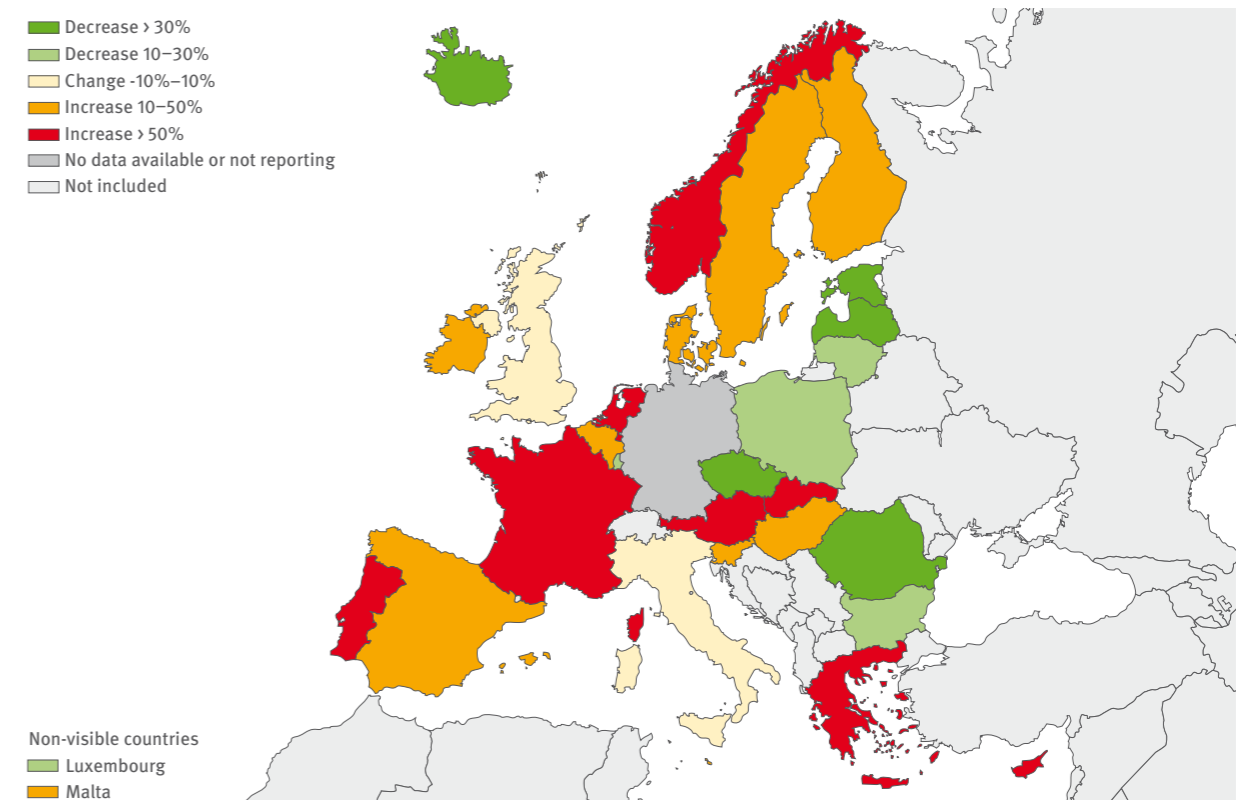 Decrease > 30%
Decrease 10–30%
Change -10%–10%
Increase 10–50%
Increase > 50%
No data available or not reporting
Not included
Non-visible countries
Luxembourg
Malta